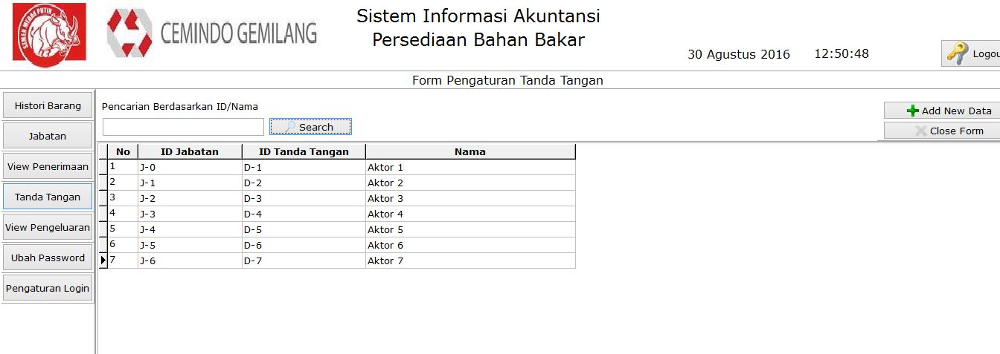 SEMEN MERAH PUTIH
CEMINDO GEMILANG
Sistem Informasi Akuntansi
Persediaan Bahan Bakar
30 Agustus 2016 12:50:48
Logou
Form Pengaturan Tanda Tangan
Histori Barang
Jabatan
View Penerimaan
Tanda Tangan
View Pengeluaran
Ubah Password
Pengaturan Login
Pencarian Berdasarkan ID/Nama
Search
Add New Data
Close Form
No ID Jabatan ID Tanda Tangan Nama
1 J-0 D-1 Aktor 1
2 J-1 D-2 Aktor 2
3 J-2 D-3 Aktor 3
4 J-3 D-4 Aktor 4
5 J-4 D-5 Aktor 5
6 J-5 D-6 Aktor 6
7 J-6 D-7 Aktor 7